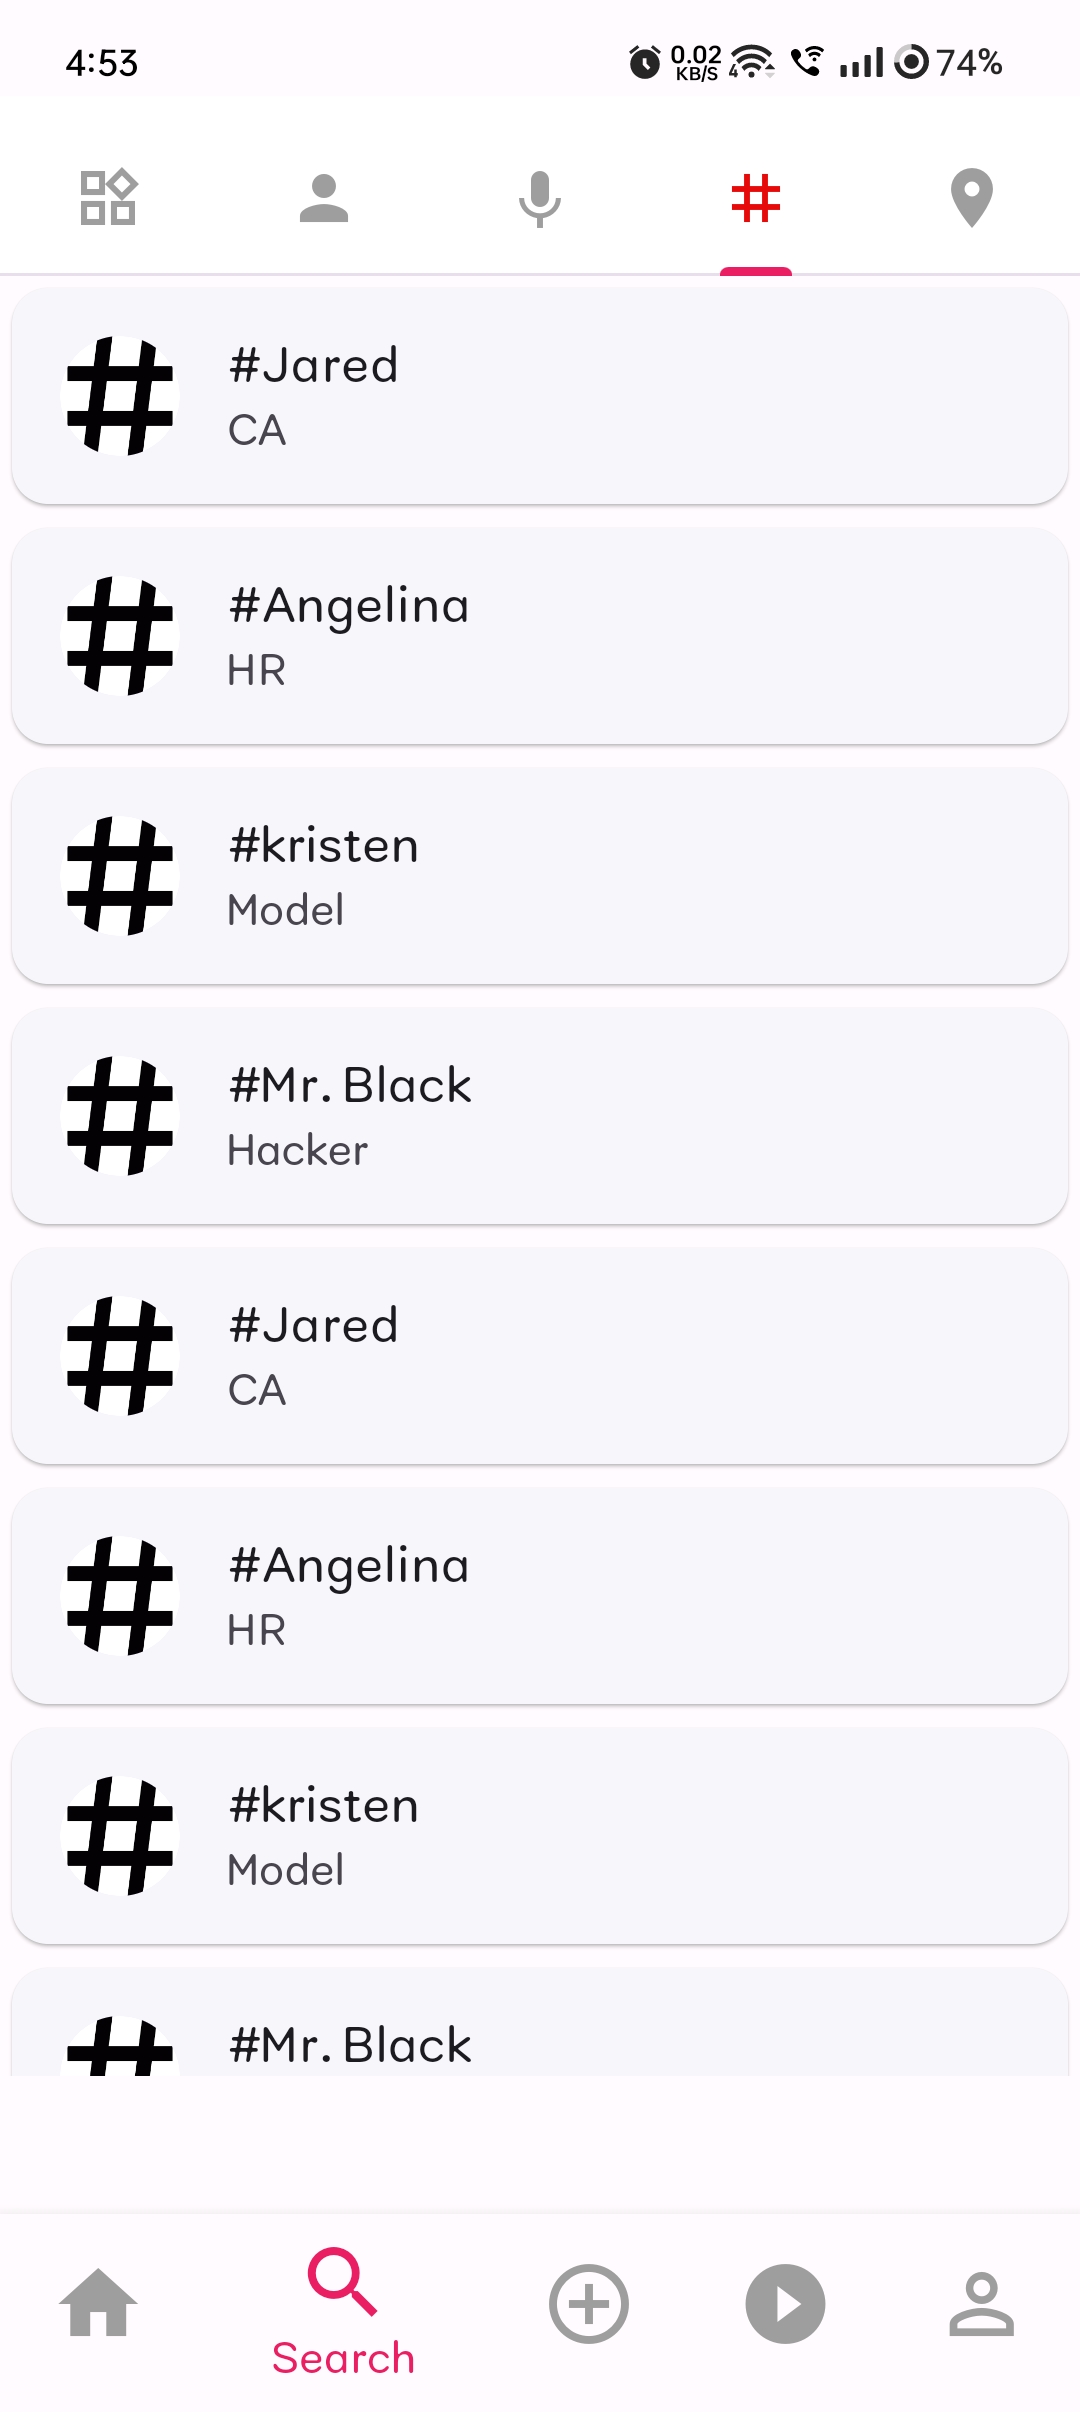 4:53
0.02
KB/S
4
74%
#Jared
CA
#Angelina
HR
#kristen
Model
#Mr. Black
Hacker
#Jared
CA
#Angelina
HR
#kristen
Model
#Mr. Black
Search